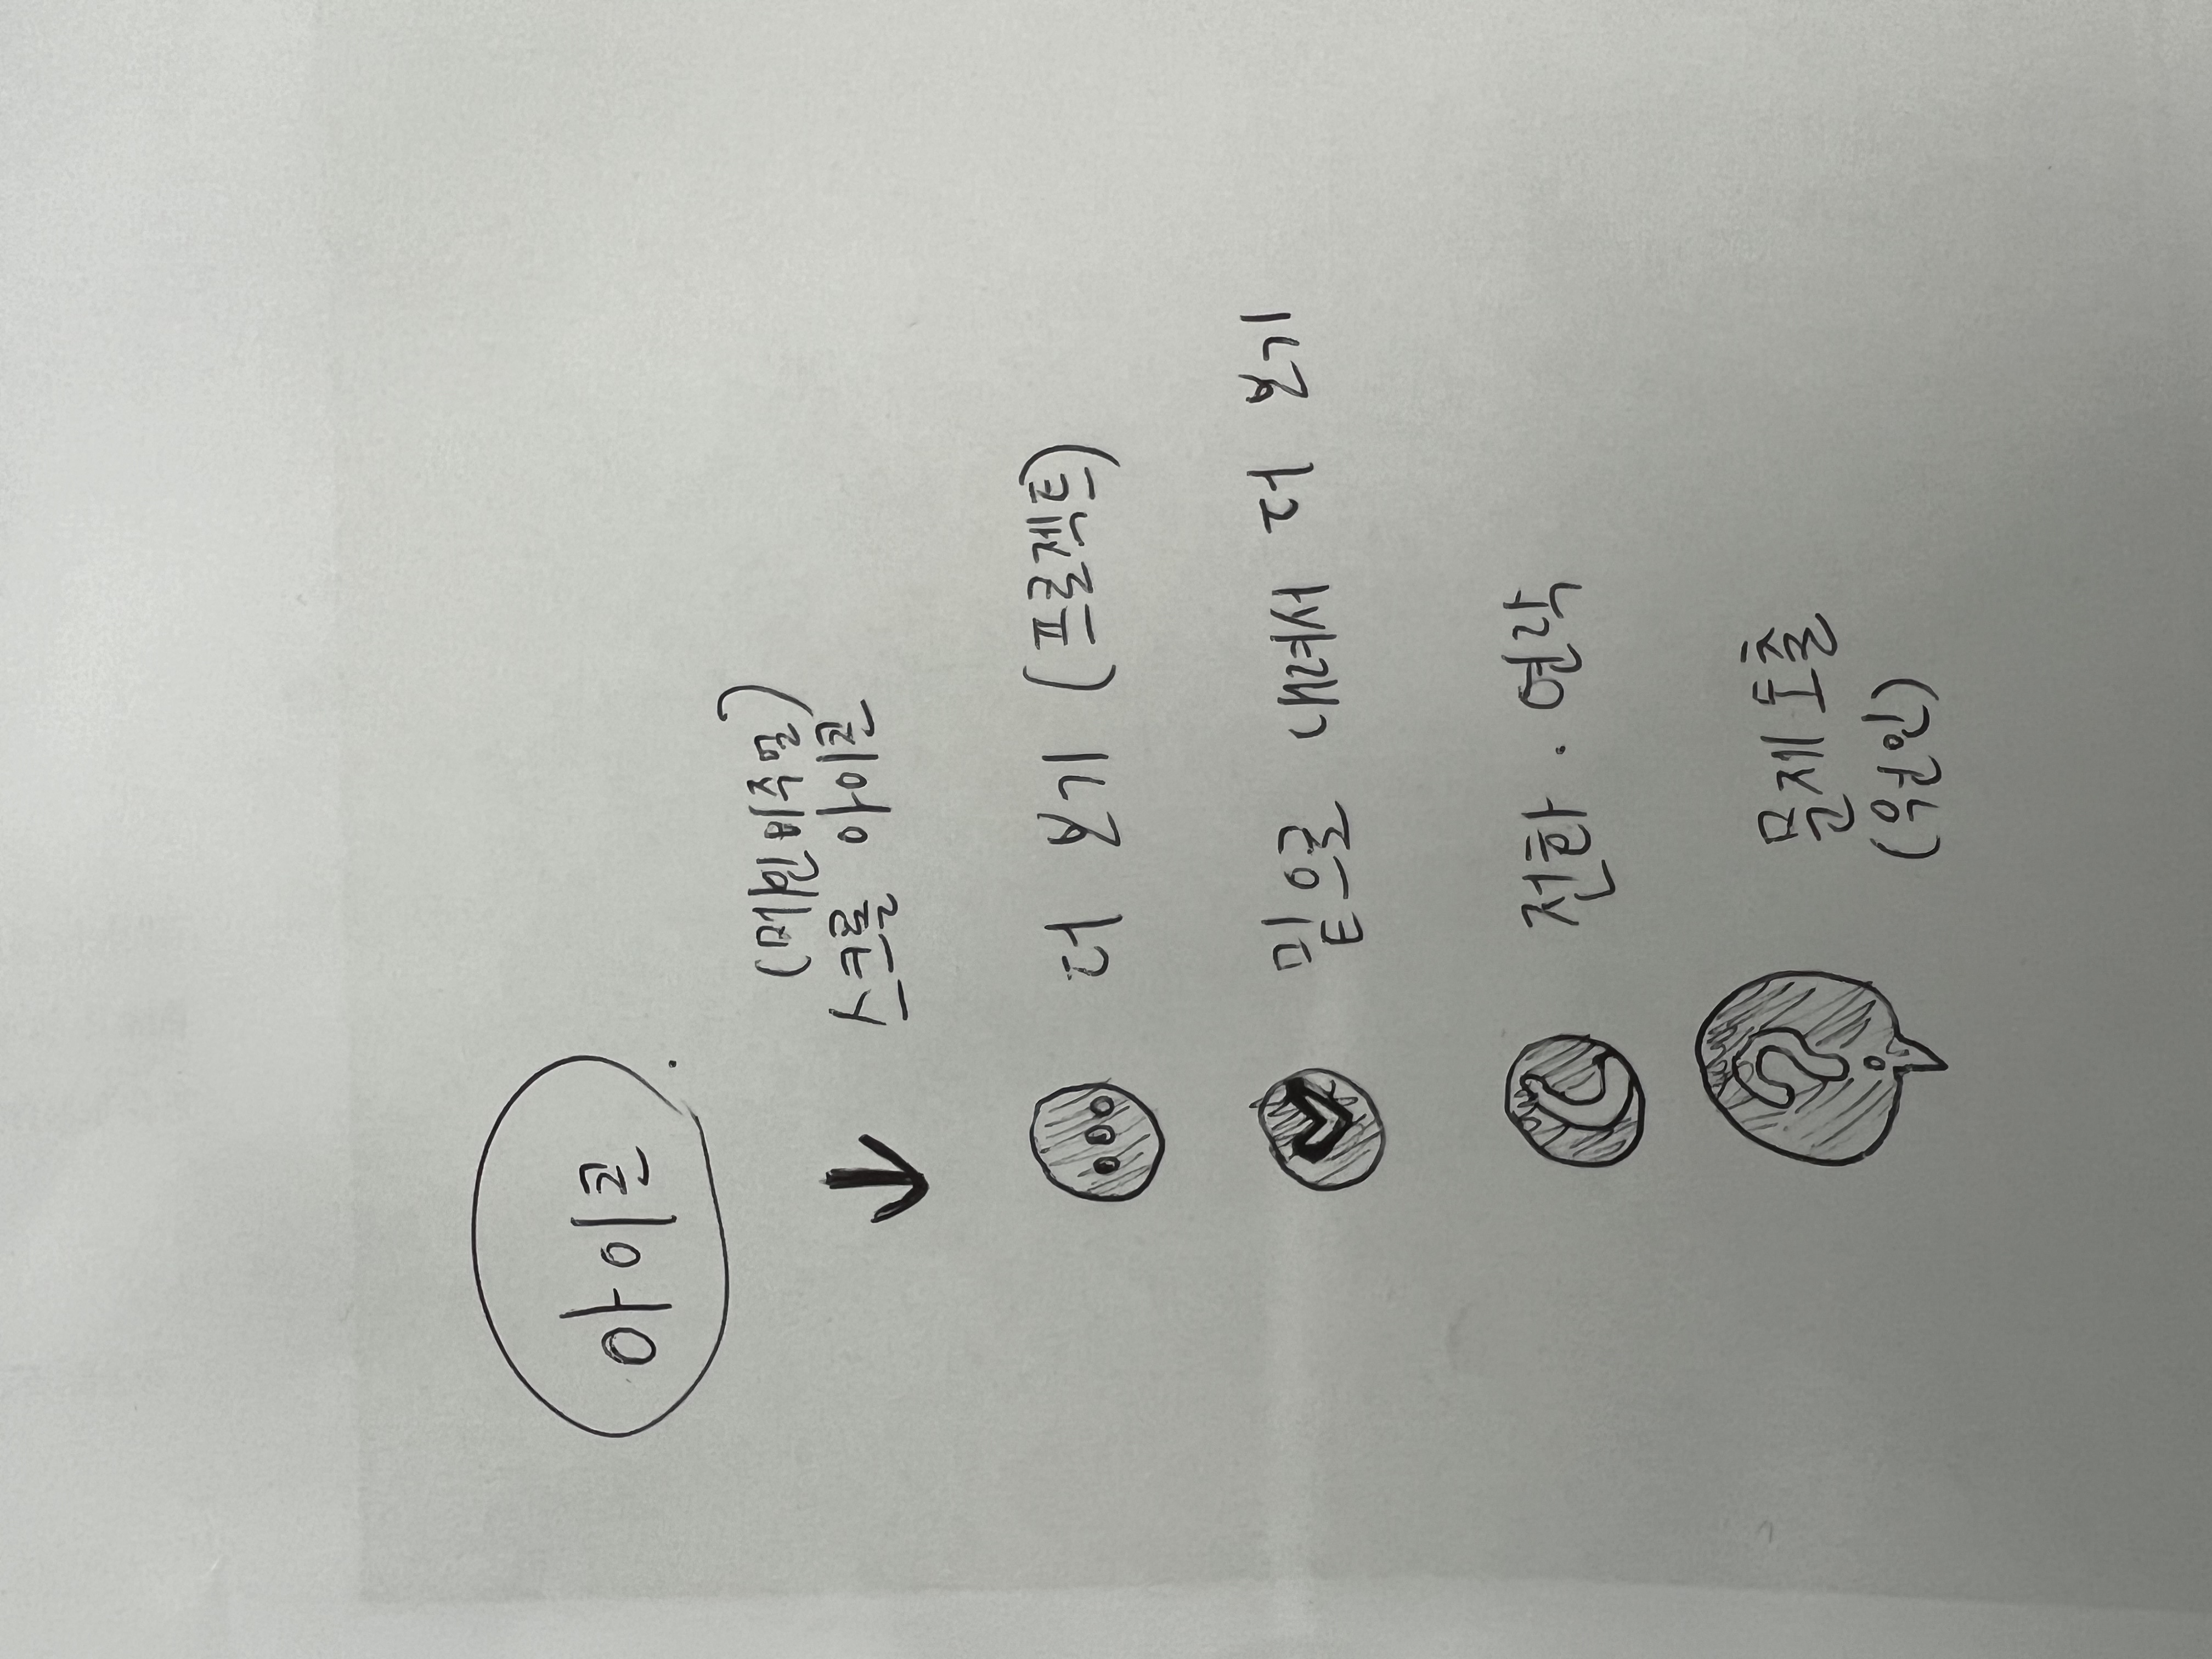 아이콘
(메인비주얼)
스크롤 아이콘
더 보기 (프로젝트)
밑으로 내려서 더 보기
전화 · 연락
?
문제도출
(원인)